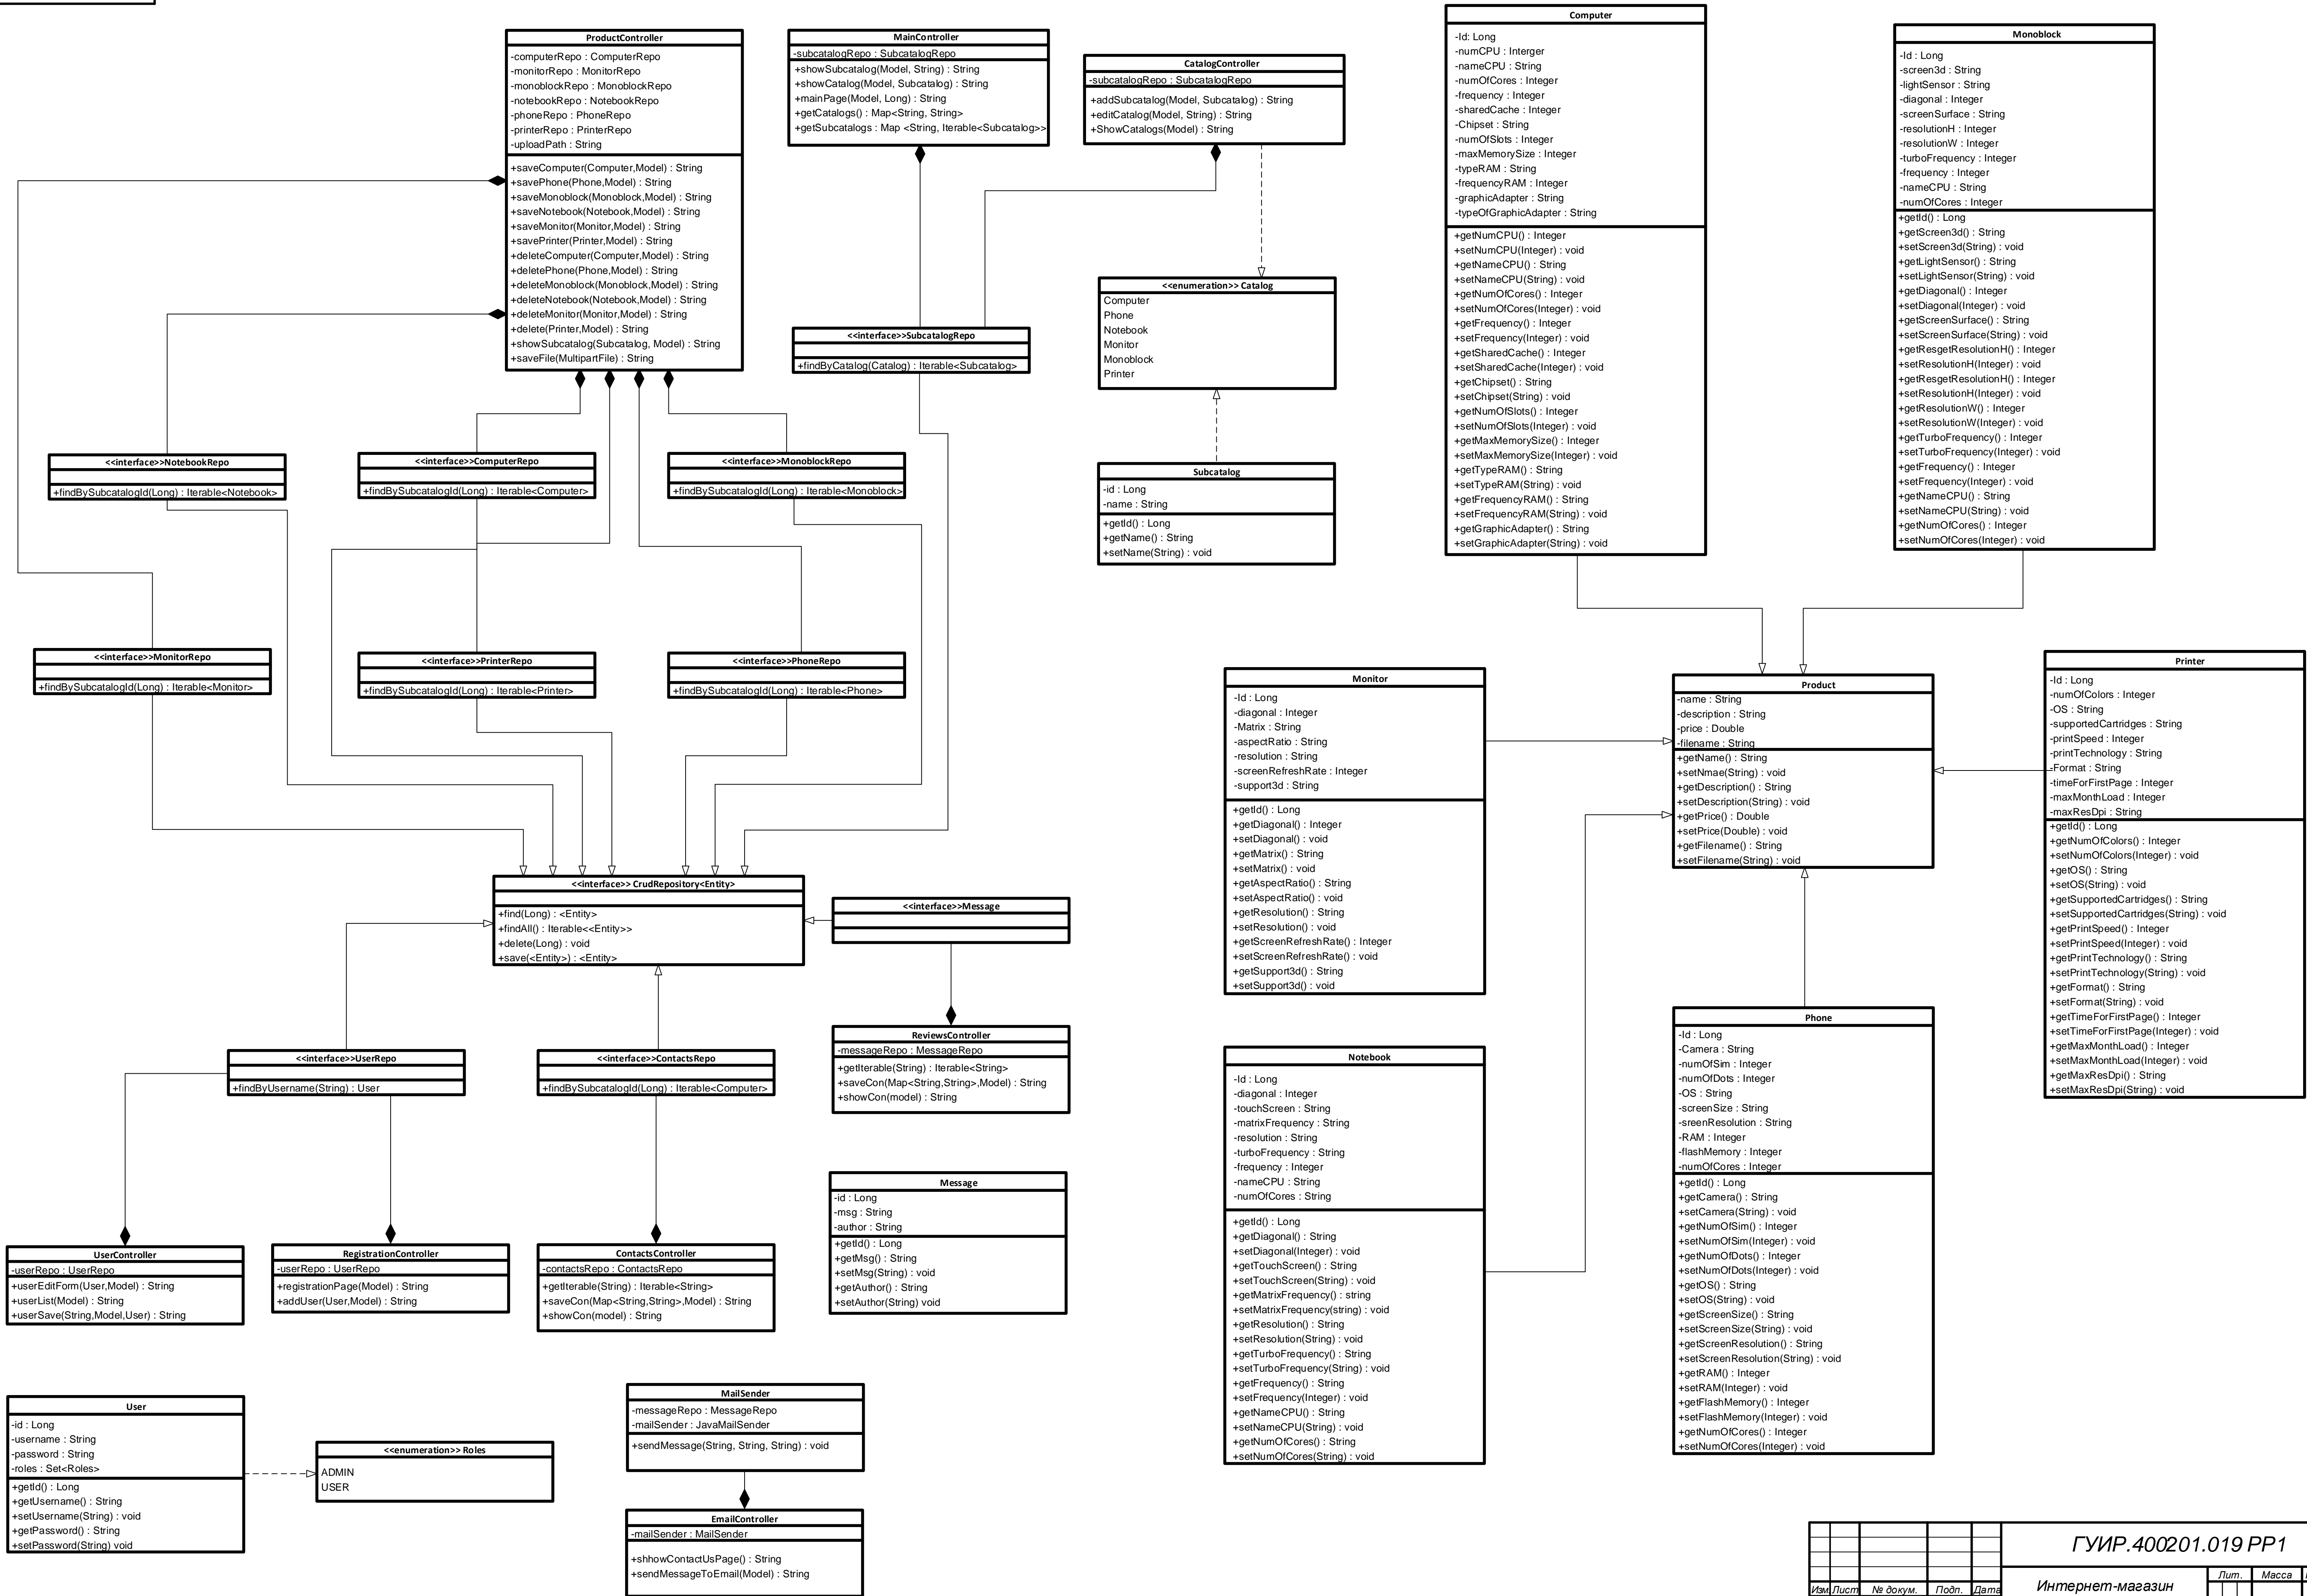 ProductController
-computerRepo : ComputerRepo
-monitorRepo : MonitorRepo
-monoblockRepo : MonoblockRepo
-notebookRepo : NotebookRepo
-phoneRepo : PhoneRepo
-printerRepo : PrinterRepo
-uploadPath : String
+saveComputer(Computer,Model) : String
+savePhone(Phone,Model) : String
+saveMonoblock(Monoblock,Model) : String
+saveNotebook(Notebook,Model) : String
+saveMonitor(Monitor,Model) : String
+savePrinter(Printer,Model) : String
+deleteComputer(Computer,Model) : String
+deletePhone(Phone,Model) : String
+deleteMonoblock(Monoblock,Model) : String
+deleteNotebook(Notebook,Model) : String
+deleteMonitor(Monitor,Model) : String
+delete(Printer,Model) : String
+showSubcatalog(Subcatalog, Model) : String
+saveFile(MultipartFile) : String
MainController
-subcatalogRepo : SubcatalogRepo
+showSubcatalog(Model, String) : String
+showCatalog(Model, Subcatalog) : String
+mainPage(Model, Long) : String
+getCatalogs() : Map<String, String>
+getSubcatalogs : Map <String, Iterable<Subcatalog>>
CatalogController
-subcatalogRepo : SubcatalogRepo
+addSubcatalog(Model, Subcatalog) : String
+editCatalog(Model, String) : String
+ShowCatalogs(Model) : String
<<enumeration>> Catalog
Computer
Phone
Notebook
Monitor
Monoblock
Printer
<<interface>>SubcatalogRepo
+findByCatalog(Catalog) : Iterable<Subcatalog>
Subcatalog
-id : Long
-name : String
+getId() : Long
+getName() : String
+setName(String) : void
<<interface>>NotebookRepo
+findBySubcatalogId(Long) : Iterable<Notebook>
<<interface>>ComputerRepo
+findBySubcatalogId(Long) : Iterable<Computer>
<<interface>>MonoblockRepo
+findBySubcatalogId(Long) : Iterable<Monoblock>
<<interface>>MonitorRepo
+findBySubcatalogId(Long) : Iterable<Monitor>
<<interface>>PrinterRepo
+findBySubcatalogId(Long) : Iterable<Printer>
<<interface>>PhoneRepo
+findBySubcatalogId(Long) : Iterable<Phone>
<<interface>> CrudRepository<Entity>
+find(Long) : <Entity>
+findAll() : Iterable<<Entity>>
+delete(Long) : void
+save(<Entity>) : <Entity>
<<interface>>Message
<<interface>>UserRepo
+findByUsername(String) : User
<<interface>>ContactsRepo
+findBySubcatalogId(Long) : Iterable<Computer>
ReviewsController
-messageRepo : MessageRepo
+getIterable(String) : Iterable<String>
+saveCon(Map<String,String>,Model) : String
+showCon(model) : String
Message
-id : Long
-msg : String
-author : String
+getId() : Long
+getMsg() : String
+setMsg(String) : void
+getAuthor() : String
+setAuthor(String) void
UserController
-userRepo : UserRepo
+userEditForm(User,Model) : String
+userList(Model) : String
+userSave(String,Model,User) : String
RegistrationController
-userRepo : UserRepo
+registrationPage(Model) : String
+addUser(User,Model) : String
ContactsController
-contactsRepo : ContactsRepo
+getIterable(String) : Iterable<String>
+saveCon(Map<String,String>,Model) : String
+showCon(model) : String
User
-id : Long
-username : String
-password : String
-roles : Set<Roles>
+getId() : Long
+getUsername() : String
+setUsername(String) : void
+getPassword() : String
+setPassword(String) void
<<enumeration>> Roles
ADMIN
USER
MailSender
-messageRepo : MessageRepo
-mailSender : JavaMailSender
+sendMessage(String, String, String) : void
EmailController
-mailSender : MailSender
+shhowContactUsPage() : String
+sendMessageToEmail(Model) : String
Computer
-Id: Long
-numCPU : Interger
-nameCPU : String
-numOfCores : Integer
-frequency : Integer
-sharedCache : Integer
-Chipset : String
-numOfSlots : Integer
-maxMemorySize : Integer
-typeRAM : String
-frequencyRAM : Integer
-graphicAdapter : String
-typeOfGraphicAdapter : String
+getNumCPU() : Integer
+setNumCPU(Integer) : void
+getNameCPU() : String
+setNameCPU(String) : void
+getNumOfCores() : Integer
+setNumOfCores(Integer) : void
+getFrequency() : Integer
+setFrequency(Integer) : void
+getSharedCache() : Integer
+setSharedCache(Integer) : void
+getChipset() : String
+setChipset(String) : void
+getNumOfSlots() : Integer
+setNumOfSlots(Integer) : void
+getMaxMemorySize() : Integer
+setMaxMemorySize(Integer) : void
+getTypeRAM() : String
+setTypeRAM(String) : void
+getFrequencyRAM() : String
+setFrequencyRAM(String) : void
+getGraphicAdapter() : String
+setGraphicAdapter(String) : void
Monoblock
-Id : Long
-screen3d : String
-lightSensor : String
-diagonal : Integer
-screenSurface : String
-resolutionH : Integer
-resolutionW : Integer
-turboFrequency : Integer
-frequency : Integer
-nameCPU : String
-numOfCores : Integer
+getId() : Long
+getScreen3d() : String
+setScreen3d(String) : void
+getLightSensor() : String
+setLightSensor(String) : void
+getDiagonal() : Integer
+setDiagonal(Integer) : void
+getScreenSurface() : String
+setScreenSurface(String) : void
+getResgetResolutionH() : Integer
+setResolutionH(Integer) : void
+getResgetResolutionH() : Integer
+setResolutionH(Integer) : void
+getResolutionW() : Integer
+setResolutionW(Integer) : void
+getTurboFrequency() : Integer
+setTurboFrequency(Integer) : void
+getFrequency() : Integer
+setFrequency(Integer) : void
+getNameCPU() : String
+setNameCPU(String) : void
+getNumOfCores() : Integer
+setNumOfCores(Integer) : void
Monitor
-Id : Long
-diagonal : Integer
-Matrix : String
-aspectRatio : String
-resolution : String
-screenRefreshRate : Integer
-support3d : String
+getId() : Long
+getDiagonal() : Integer
+setDiagonal() : void
+getMatrix() : String
+setMatrix() : void
+getAspectRatio() : String
+setAspectRatio() : void
+getResolution() : String
+setResolution() : void
+getScreenRefreshRate() : Integer
+setScreenRefreshRate() : void
+getSupport3d() : String
+setSupport3d() : void
Product
-name : String
-description : String
-price : Double
-filename : String
+getName() : String
+setNmae(String) : void
+getDescription() : String
+setDescription(String) : void
+getPrice() : Double
+setPrice(Double) : void
+getFilename() : String
+setFilename(String) : void
Printer
-Id : Long
-numOfColors : Integer
-OS : String
-supportedCartridges : String
-printSpeed : Integer
-printTechnology : String
-Format : String
-timeForFirstPage : Integer
-maxMonthLoad : Integer
-maxResDpi : String
+getId() : Long
+getNumOfColors() : Integer
+setNumOfColors(Integer) : void
+getOS() : String
+setOS(String) : void
+getSupportedCartridges() : String
+setSupportedCartridges(String) : void
+getPrintSpeed() : Integer
+setPrintSpeed(Integer) : void
+getPrintTechnology() : String
+setPrintTechnology(String) : void
+getFormat() : String
+setFormat(String) : void
+getTimeForFirstPage() : Integer
+setTimeForFirstPage(Integer) : void
+getMaxMonthLoad() : Integer
+setMaxMonthLoad(Integer) : void
+getMaxResDpi() : String
+setMaxResDpi(String) : void
Notebook
-Id : Long
-diagonal : Integer
-touchScreen : String
-matrixFrequency : String
-resolution : String
-turboFrequency : String
-frequency : Integer
-nameCPU : String
-numOfCores : String
+getId() : Long
+getDiagonal() : String
+setDiagonal(Integer) : void
+getTouchScreen() : String
+setTouchScreen(String) : void
+getMatrixFrequency() : string
+setMatrixFrequency(string) : void
+getResolution() : String
+setResolution(String) : void
+getTurboFrequency() : String
+setTurboFrequency(String) : void
+getFrequency() : String
+setFrequency(Integer) : void
+getNameCPU() : String
+setNameCPU(String) : void
+getNumOfCores() : String
+setNumOfCores(String) : void
Phone
-Id : Long
-Camera : String
-numOfSim : Integer
-numOfDots : Integer
-OS : String
-screenSize : String
-sreenResolution : String
-RAM : Integer
-flashMemory : Integer
-numOfCores : Integer
+getId() : Long
+getCamera() : String
+setCamera(String) : void
+getNumOfSim() : Integer
+setNumOfSim(Integer) : void
+getNumOfDots() : Integer
+setNumOfDots(Integer) : void
+getOS() : String
+setOS(String) : void
+getScreenSize() : String
+setScreenSize(String) : void
+getScreenResolution() : String
+setScreenResolution(String) : void
+getRAM() : Integer
+setRAM(Integer) : void
+getFlashMemory() : Integer
+setFlashMemory(Integer) : void
+getNumOfCores() : Integer
+setNumOfCores(Integer) : void
ГУИР.400201.019 РР1
Изм. Лист № докум. Подп. Дата
Интернет-магазин
Лит. Масса